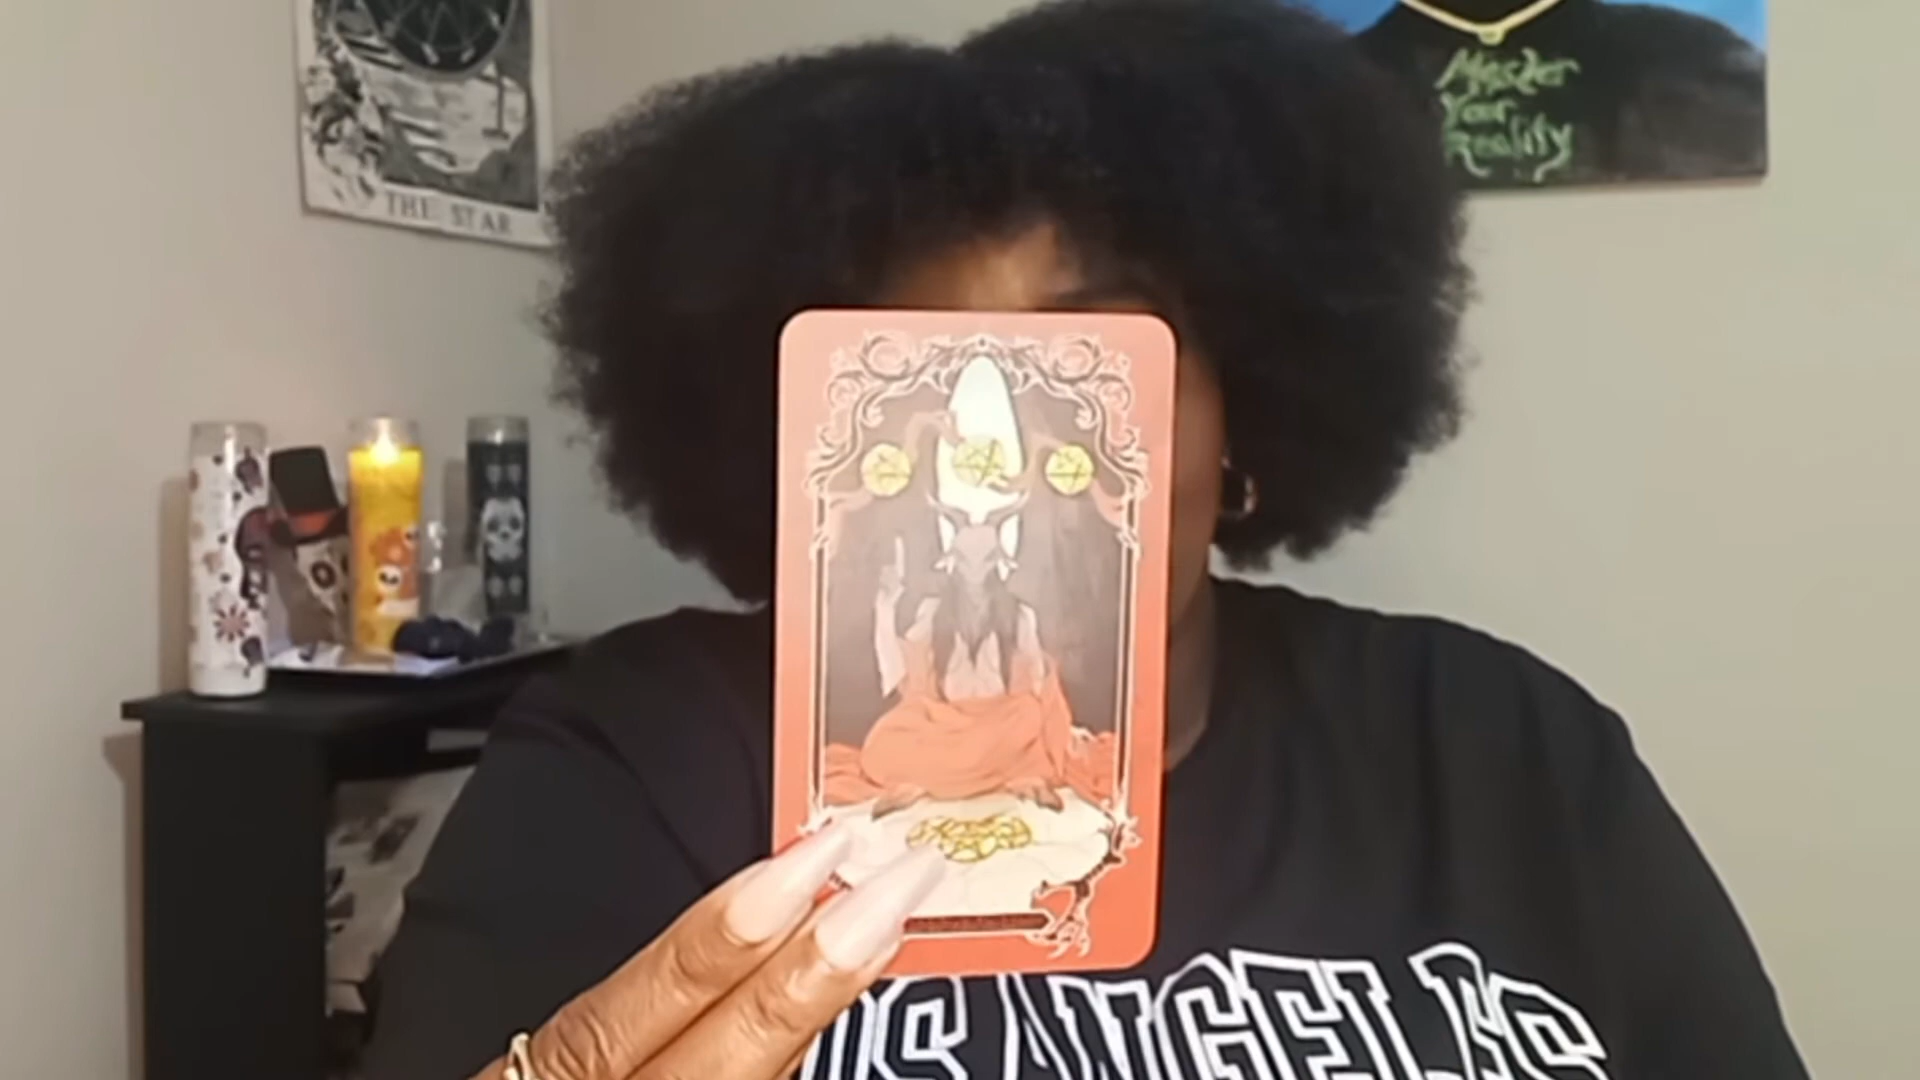 THE STAR
Master
Your
Reality
OS ANGELES